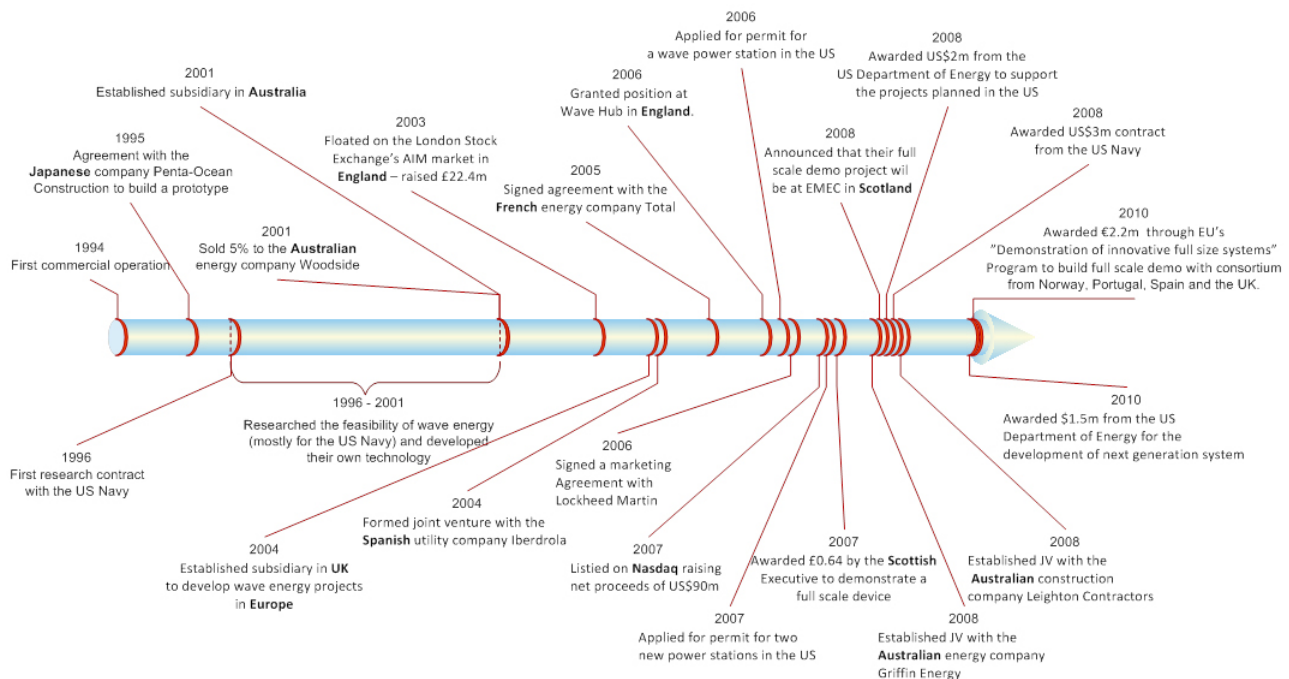 2006
Applied for permit for
a wave power station in the US
2008
Awarded US$2m from the
US Department of Energy to support
the projects planned in the US
2001
Established subsidiary in Australia
2006
Granted position at
Wave Hub in England.
2003
Floated on the London Stock
Exchange's AIM market in
England – raised £22.4m
2008
Awarded US$3m contract
from the US Navy
1995
Agreement with the
Japanese company Penta-Ocean
Construction to build a prototype
2008
Announced that their full
scale demo project will
be at EMEC in Scotland
2005
Signed agreement with the
French energy company Total
2010
Awarded €2.2m through EU's
"Demonstration of innovative full size systems"
Program to build full scale demo with consortium
from Norway, Portugal, Spain and the UK.
1994
First commercial operation
2001
Sold 5% to the Australian
energy company Woodside
1996 - 2001
Researched the feasibility of wave energy
(mostly for the US Navy) and developed
their own technology
2010
Awarded $1.5m from the US
Department of Energy for the
development of next generation system
1996
First research contract
with the US Navy
2006
Signed a marketing
Agreement with
Lockheed Martin
2004
Formed joint venture with the
Spanish utility company Iberdrola
2004
Established subsidiary in UK
to develop wave energy projects
in Europe
2007
Listied on Nasdaq raising
net proceeds of US$90m
2007
Awarded £0.64 by the Scottish
Executive to demonstrate a
full scale device
2008
Established JV with the
Australian construction
company Leighton Contractors
2007
Applied for permit for two
new power stations in the US
2008
Established JV with the
Australian energy company
Griffin Energy